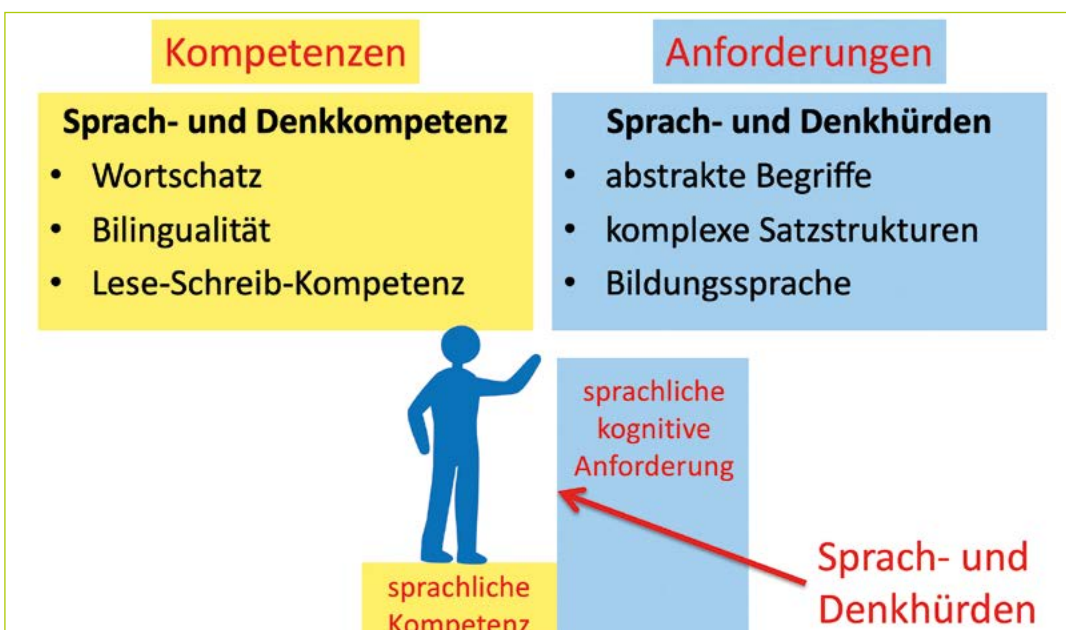 Kompetenzen
Anforderungen
Sprach- und Denkkompetenz
• Wortschatz
• Bilingualität
• Lese-Schreib-Kompetenz
Sprach- und Denkhürden
• abstrakte Begriffe
• komplexe Satzstrukturen
• Bildungssprache
sprachliche
kognitive
Anforderung
sprachliche
Kompetenz
Sprach- und
Denkhürden